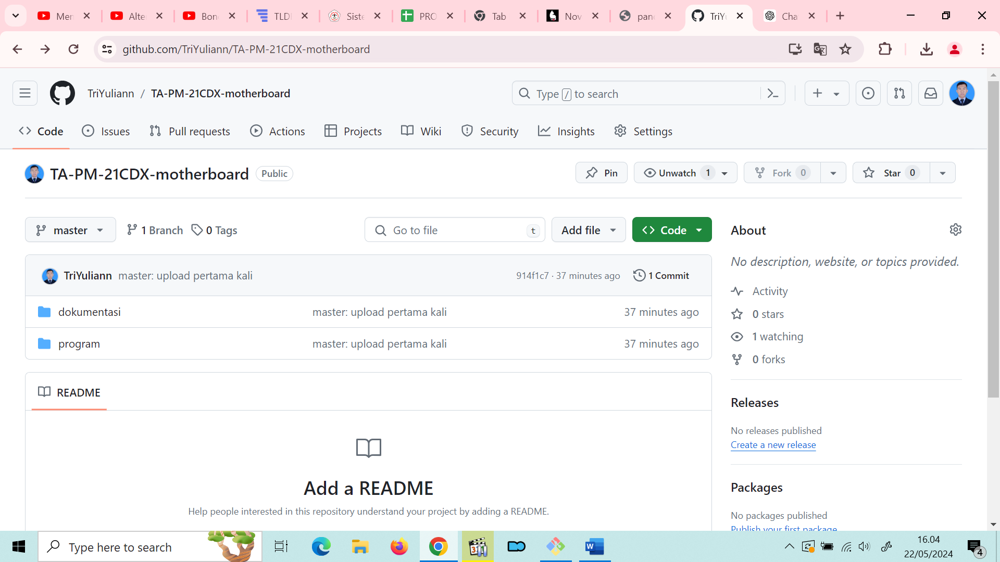 Men
Alte
Bon
TLD
Siste
PRO
Tab
Nov
pand
TriYu
Cha
github.com/TriYuliann/TA-PM-21CDX-motherboard
TriYuliann / TA-PM-21CDX-motherboard
Type / to search
Code
Issues
Pull requests
Actions
Projects
Wiki
Security
Insights
Settings
TA-PM-21CDX-motherboard
Public
Pin
Unwatch 1
Fork 0
Star 0
master
1 Branch
0 Tags
Go to file
t
Add file
Code
TriYuliann master: upload pertama kali
914f1c7 · 37 minutes ago
1 Commit
dokumentasi
master: upload pertama kali
37 minutes ago
program
master: upload pertama kali
37 minutes ago
README
Add a README
Help people interested in this repository understand your project by adding a README.
About
No description, website, or topics provided.
Activity
0 stars
1 watching
0 forks
Releases
No releases published
Create a new release
Packages
No packages published
Publish your first package
Type here to search
16.04
22/05/2024
4